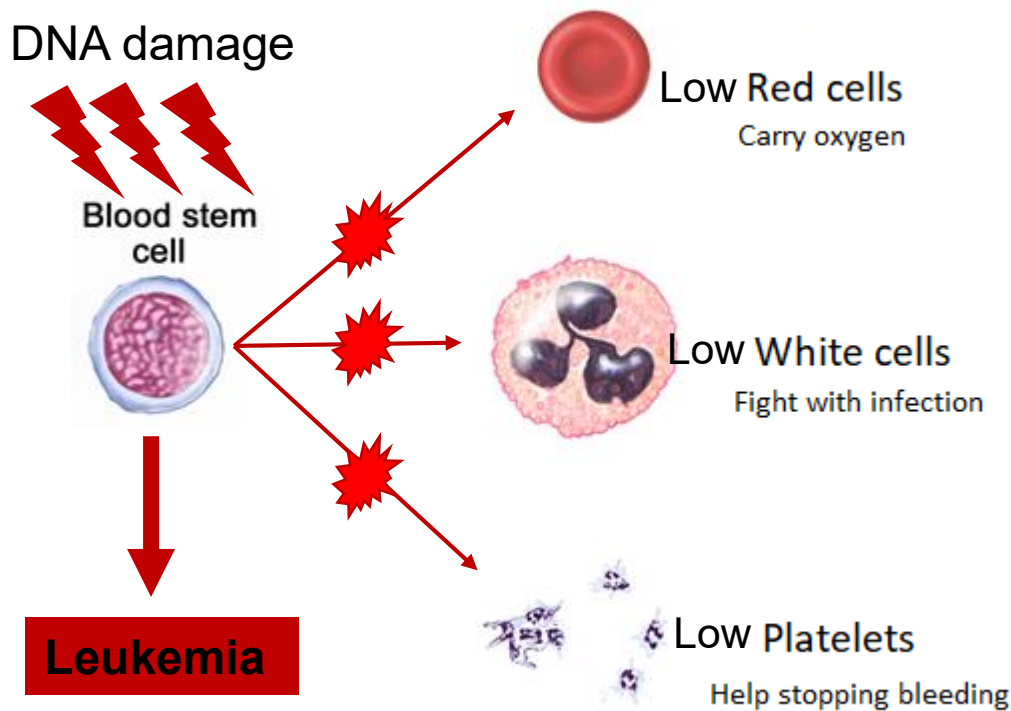 DNA damage
Low Red cells
Carry oxygen
Blood stem
cell
Low White cells
Fight with infection
Leukemia
Low Platelets
Help stopping bleeding